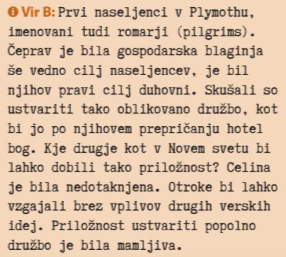 ❶ Vir B: Prvi naseljenci v Plymothu,
imenovani tudi romarji (pilgrims).
Čeprav je bila gospodarska blaginja
še vedno cilj naseljencev, je bil
njihov pravi cilj duhovni. Skušali so
ustvariti tako oblikovano družbo, kot
bi jo po njihovem prepričanju hotel
bog. Kje drugje kot v Novem svetu bi
lahko dobili tako priložnost? Celina
je bila nedotaknjena. Otroke bi lahko
vzgajali brez vplivov drugih verskih
idej. Priložnost ustvariti popolno
družbo je bila mamljiva.